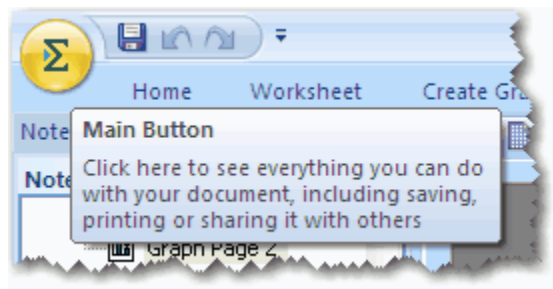 Σ
Home Worksheet Create Gr
Note
Main Button
Click here to see everything you can do
with your document, including saving,
printing or sharing it with others
Note
Graph Page 2